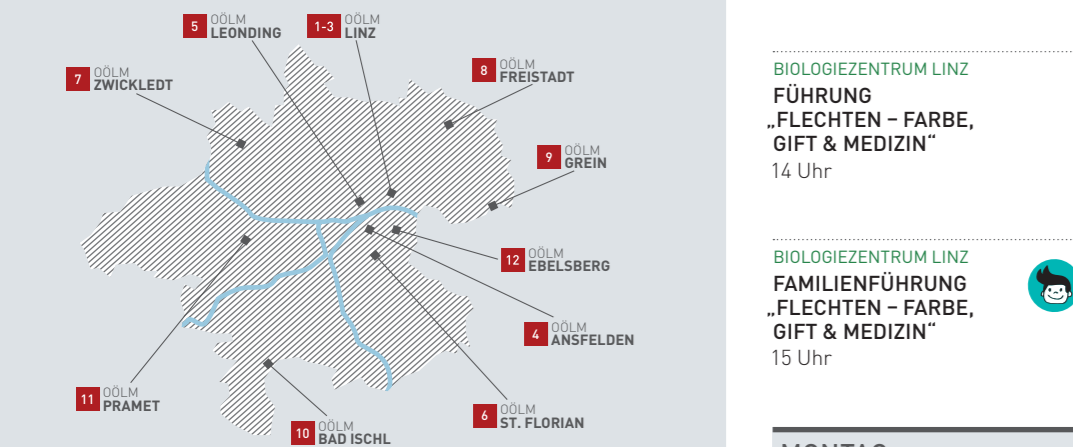 5 OÖLM
LEONDING
1-3 OÖLM
LINZ
7 OÖLM
ZWICKLEDT
8 OÖLM
FREISTADT
9 OÖLM
GREIN
12 OÖLM
EBELSBERG
4 OÖLM
ANSFELDEN
11 OÖLM
PRAMET
6 OÖLM
ST. FLORIAN
10 OÖLM
BAD ISCHL
BIOLOGIEZENTRUM LINZ
FÜHRUNG
„FLECHTEN – FARBE,
GIFT & MEDIZIN“
14 Uhr
BIOLOGIEZENTRUM LINZ
FAMILIENFÜHRUNG
„FLECHTEN – FARBE,
GIFT & MEDIZIN“
15 Uhr
MONTAG